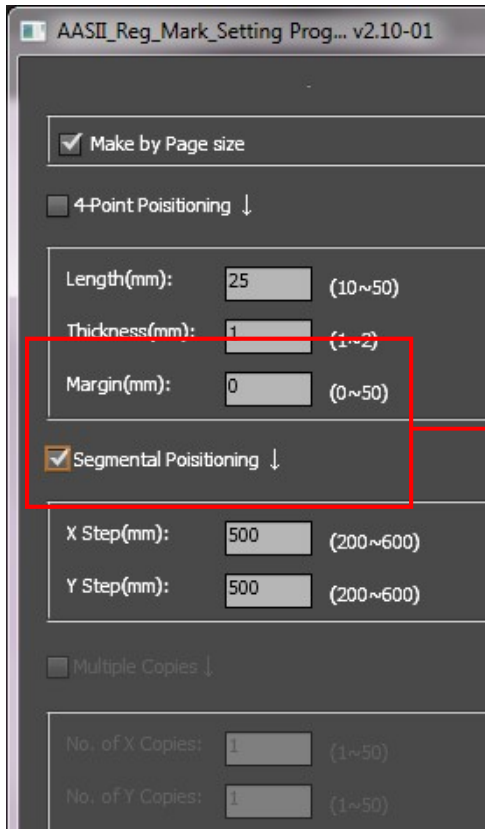 AASII_Reg_Mark_Setting Prog... v2.10-01
Make by Page size
4-Point Poisitioning ↓
Length(mm): 25 (10~50)
Thickness(mm): 1 (1~2)
Margin(mm): 0 (0~50)
Segmental Poisitioning ↓
X Step(mm): 500 (200~600)
Y Step(mm): 500 (200~600)
Multiple Copies ↓
No. of X Copies: 1 (1~50)
No. of Y Copies: 1 (1~50)